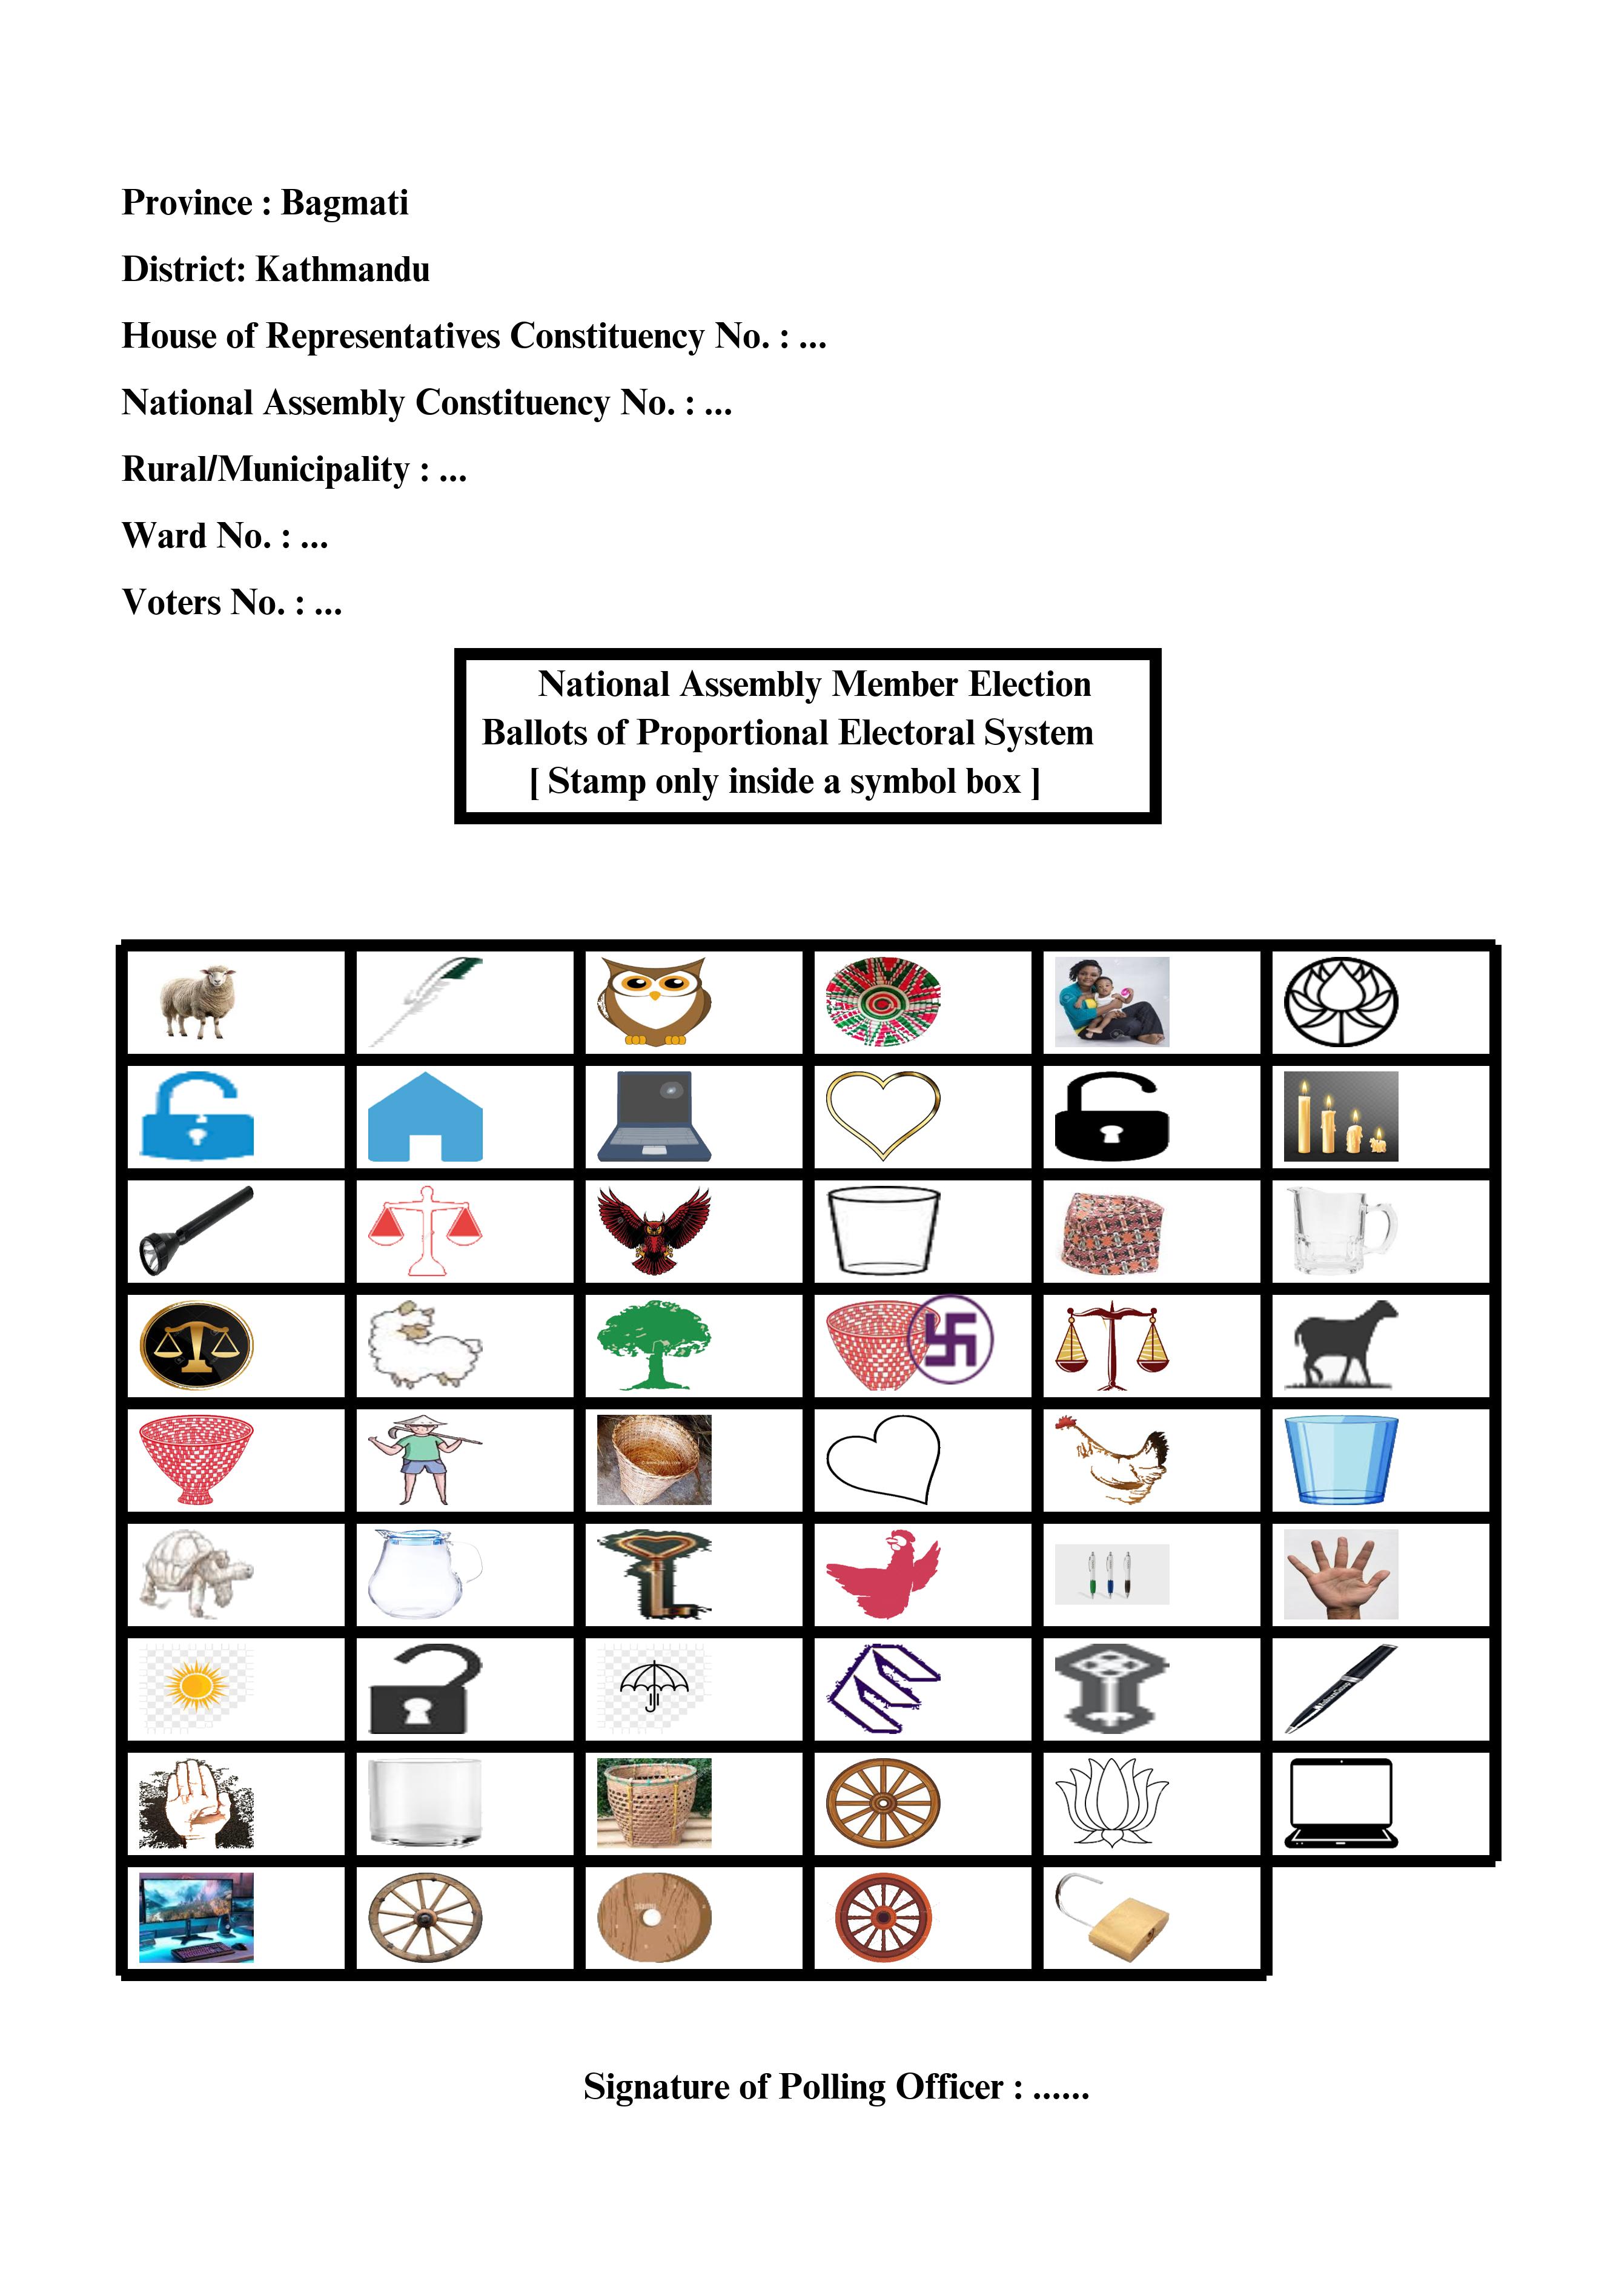 Province : Bagmati
District: Kathmandu
House of Representatives Constituency No. : ...
National Assembly Constituency No. : ...
Rural/Municipality : ...
Ward No. : ...
Voters No. : ...
National Assembly Member Election
Ballots of Proportional Electoral System
[ Stamp only inside a symbol box ]
Signature of Polling Officer : ......